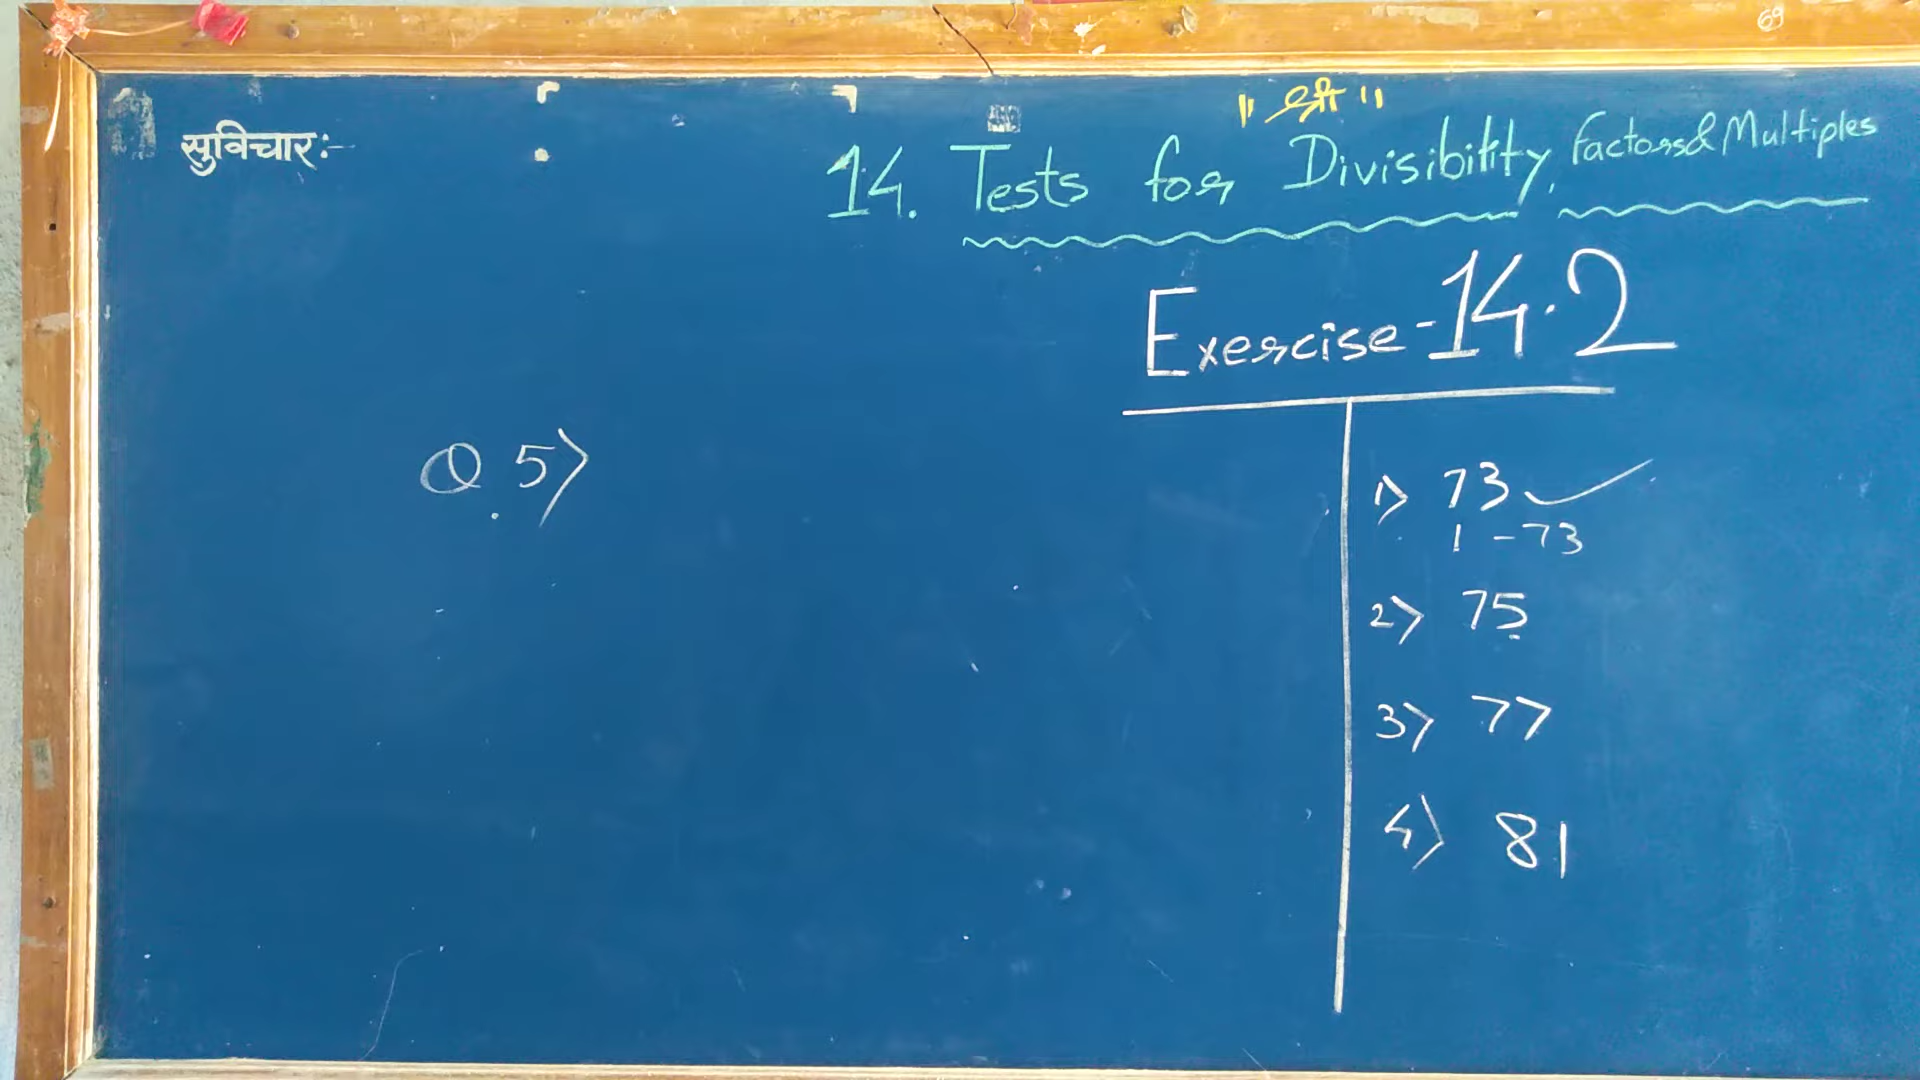 69
॥ श्री ॥
सुविचार:-
14. Tests for Divisibility, Factors & Multiples
Exercise-14.2
Q.5)
1) 73 ✓
1 - 73
2) 75
3) 77
4) 81